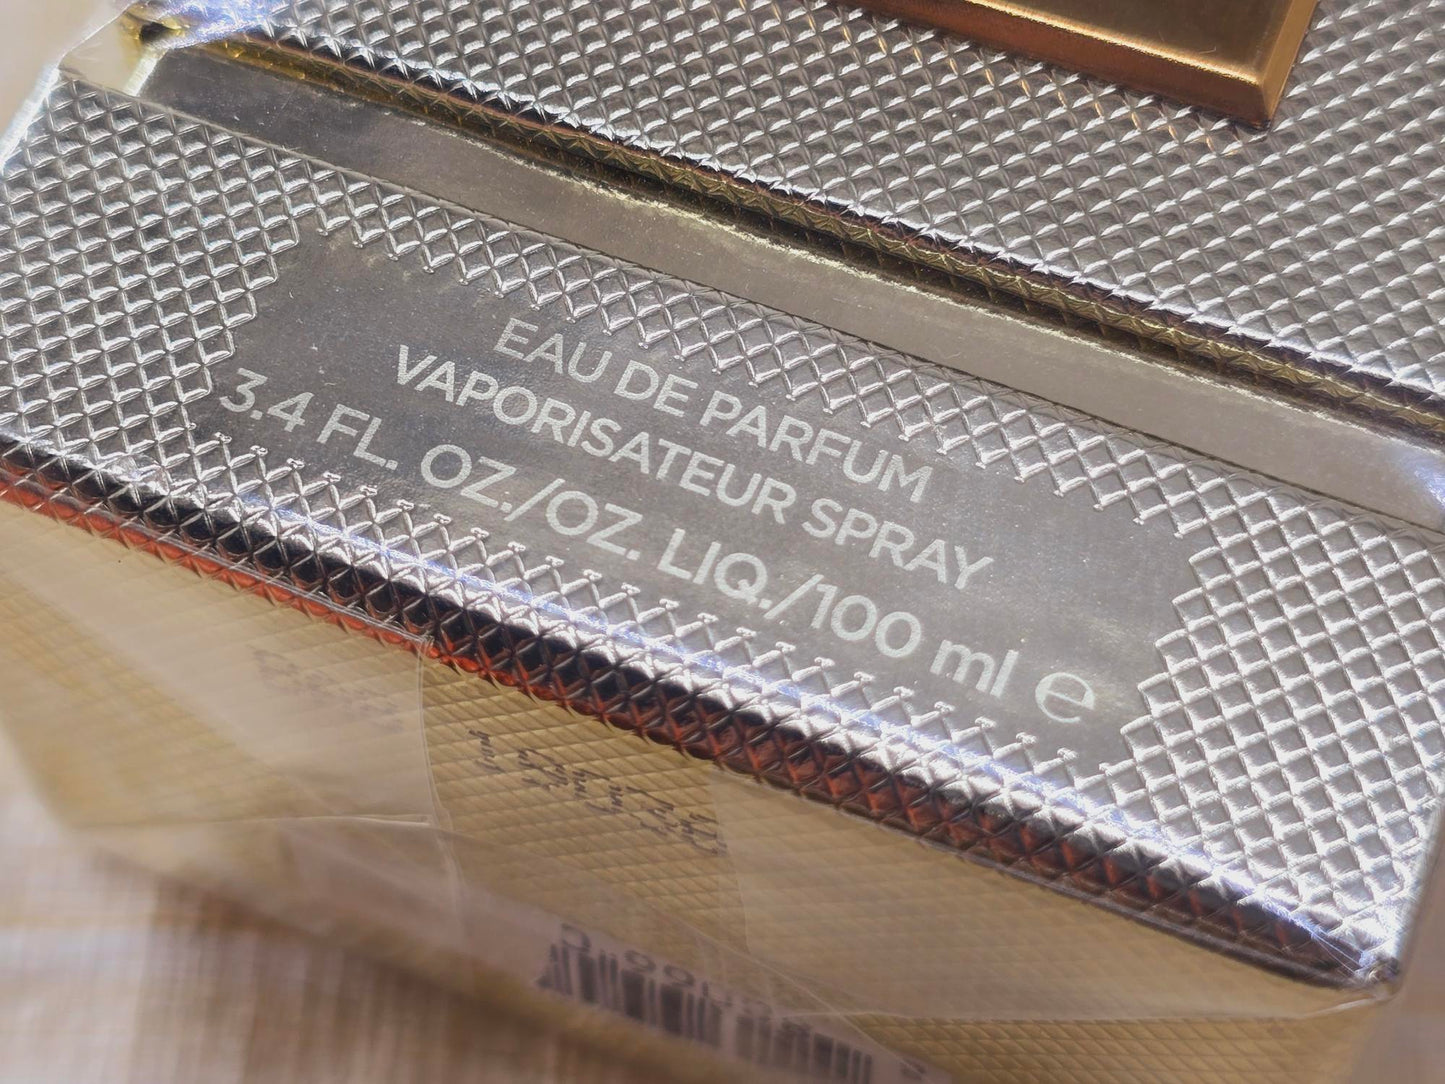 EAU DE PARFUM
VAPORISATEUR SPRAY
3.4 FL. OZ./OZ. LIQ./100 ml ℮